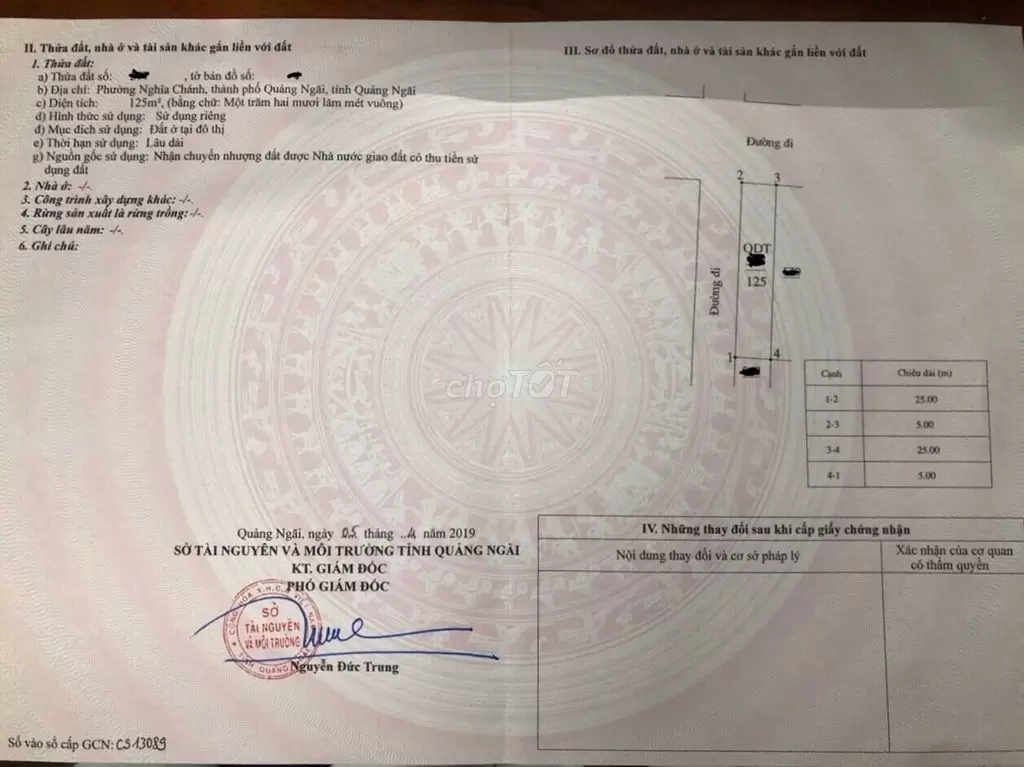 II. Thửa đất, nhà ở và tài sản khác gắn liền với đất
1. Thửa đất:
a) Thửa đất số: , tờ bản đồ số:
b) Địa chỉ: Phường Nghĩa Chánh, thành phố Quảng Ngãi, tỉnh Quảng Ngãi
c) Diện tích: 125m², (bằng chữ: Một trăm hai mươi lăm mét vuông)
d) Hình thức sử dụng: Sử dụng riêng
đ) Mục đích sử dụng: Đất ở tại đô thị
e) Thời hạn sử dụng: Lâu dài
g) Nguồn gốc sử dụng: Nhận chuyển nhượng đất được Nhà nước giao đất có thu tiền sử
dụng đất
2. Nhà ở: -/-
3. Công trình xây dựng khác: -/-.
4. Rừng sản xuất là rừng trồng:-/-.
5. Cây lâu năm: -/-.
6. Ghi chú:
Quảng Ngãi, ngày 05 tháng ..4 năm 2019
SỞ TÀI NGUYÊN VÀ MÔI TRƯỜNG TỈNH QUẢNG NGÃI
KT. GIÁM ĐỐC
PHÓ GIÁM ĐỐC
SỞ
TÀI NGUYÊN
VÀ MÔI TRƯỜNG
Nguyễn Đức Trung
Số vào sổ cấp GCN: CS13089
III. Sơ đồ thửa đất, nhà ở và tài sản khác gắn liền với đất
Đường đi
2 3
Đường đi
ODT
125
1 4
Cạnh Chiều dài (m)
1-2 25.00
2-3 5.00
3-4 25.00
4-1 5.00
IV. Những thay đổi sau khi cấp giấy chứng nhận
Nội dung thay đổi và cơ sở pháp lý
Xác nhận của cơ quan
có thẩm quyền
chợTỐT